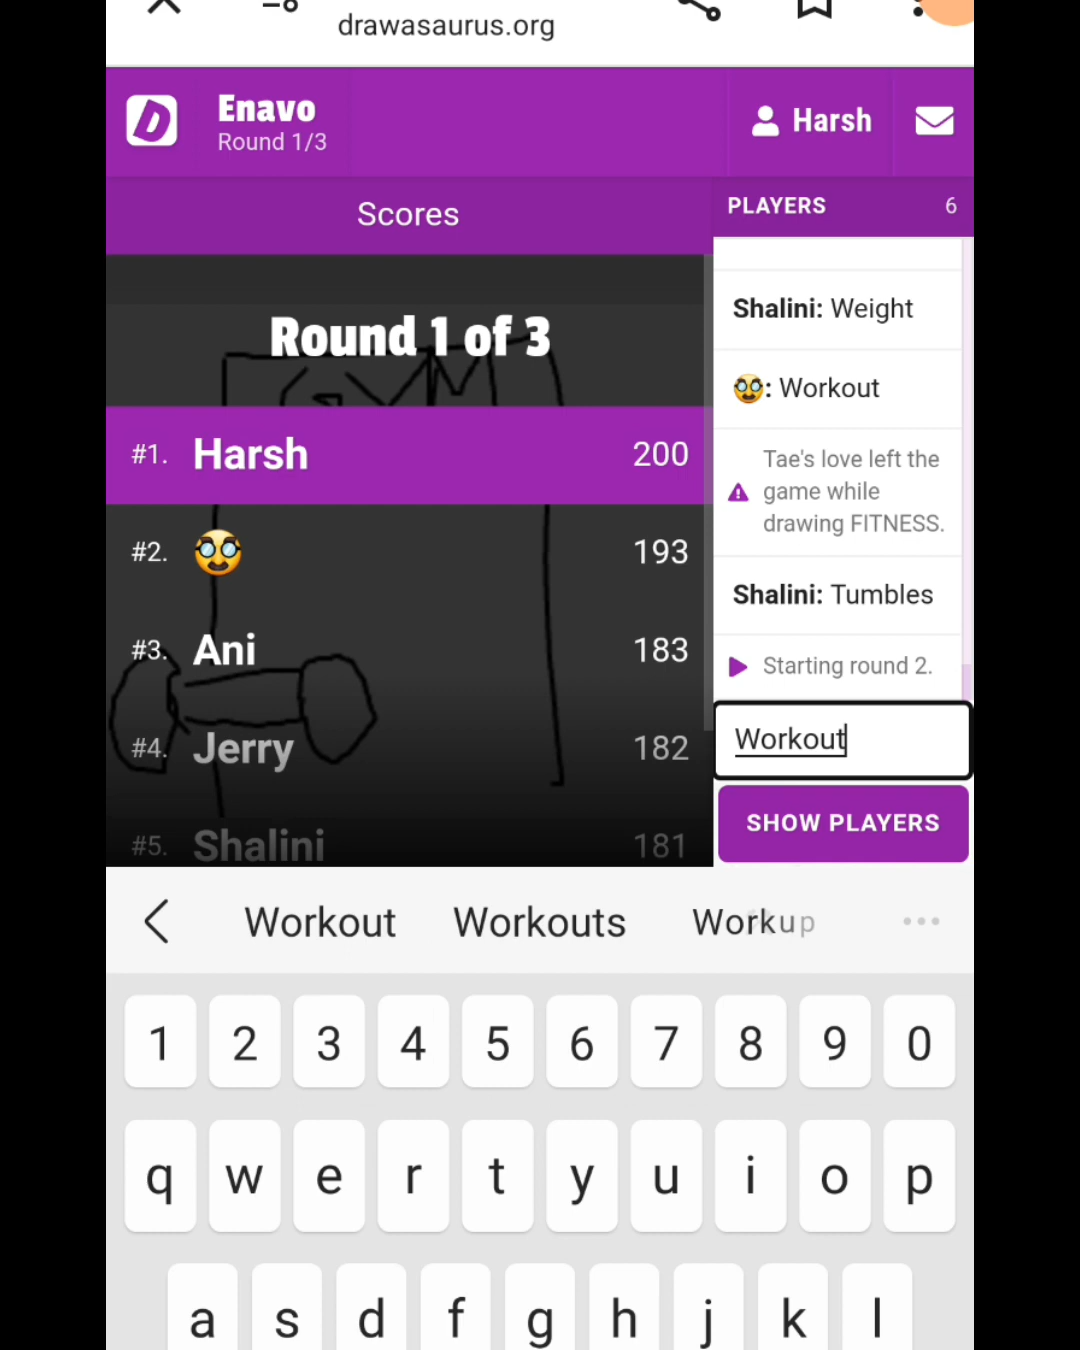 drawasaurus.org
D
Enavo
Round 1/3
Harsh
Scores
PLAYERS 6
Round 1 of 3
GYM
#1. Harsh 200
#2. 🥸 193
#3. Ani 183
#4. Jerry 182
#5. Shalini 181
Shalini: Weight
🥸: Workout
Tae's love left the
game while
drawing FITNESS.
Shalini: Tumbles
Starting round 2.
Workout
SHOW PLAYERS
Workout Workouts Workup
1 2 3 4 5 6 7 8 9 0
q w e r t y u i o p
a s d f g h j k l